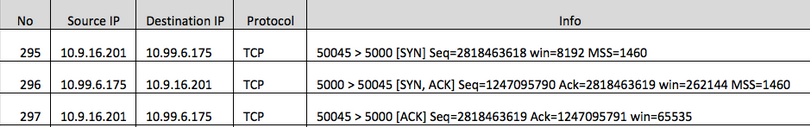 No Source IP Destination IP Protocol Info
295 10.9.16.201 10.99.6.175 TCP 50045 > 5000 [SYN] Seq=2818463618 win=8192 MSS=1460
296 10.99.6.175 10.9.16.201 TCP 5000 > 50045 [SYN, ACK] Seq=1247095790 Ack=2818463619 win=262144 MSS=1460
297 10.9.16.201 10.99.6.175 TCP 50045 > 5000 [ACK] Seq=2818463619 Ack=1247095791 win=65535